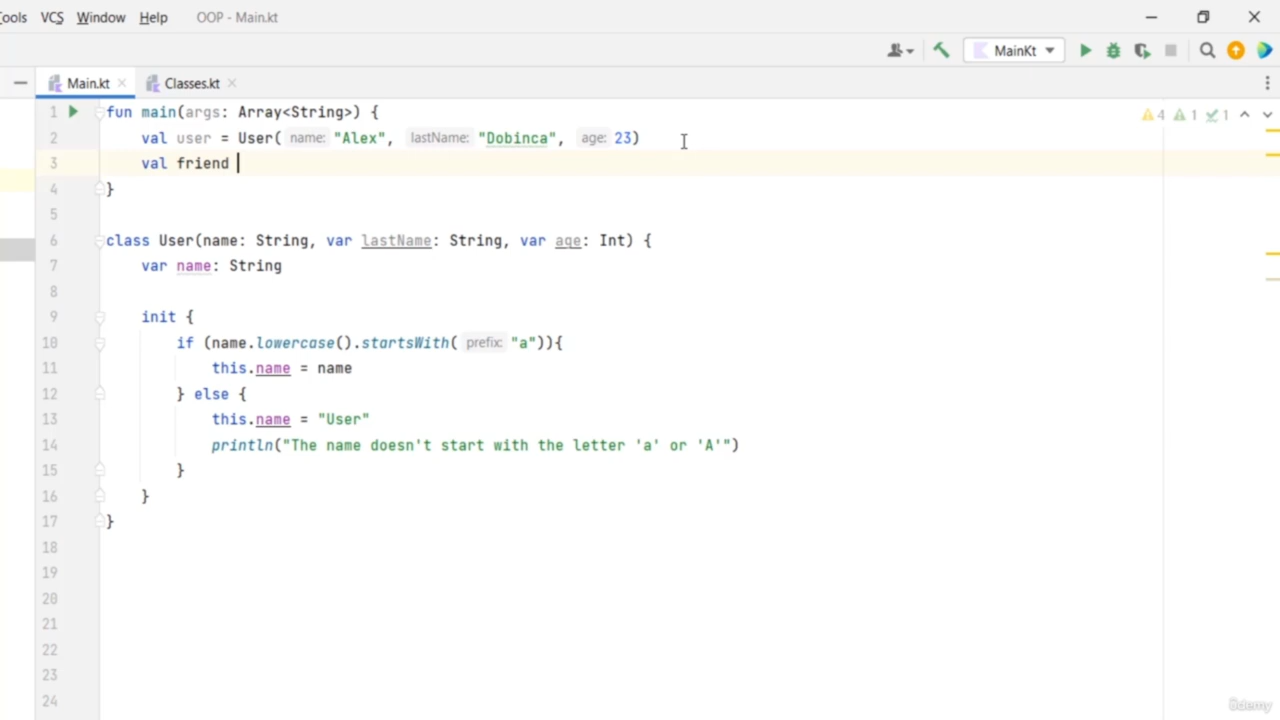 Tools VCS Window Help OOP - Main.kt
MainKt
Main.kt Classes.kt
1 fun main(args: Array<String>) {
2 val user = User( name: "Alex", lastName: "Dobinca", age: 23) 4 1 1
3 val friend
4 }
5
6 class User(name: String, var lastName: String, var age: Int) {
7 var name: String
8
9 init {
10 if (name.lowercase().startsWith( prefix: "a")){
11 this.name = name
12 } else {
13 this.name = "User"
14 println("The name doesn't start with the letter 'a' or 'A'")
15 }
16 }
17 }
18
19
20
21
22
23
24
ûdemy